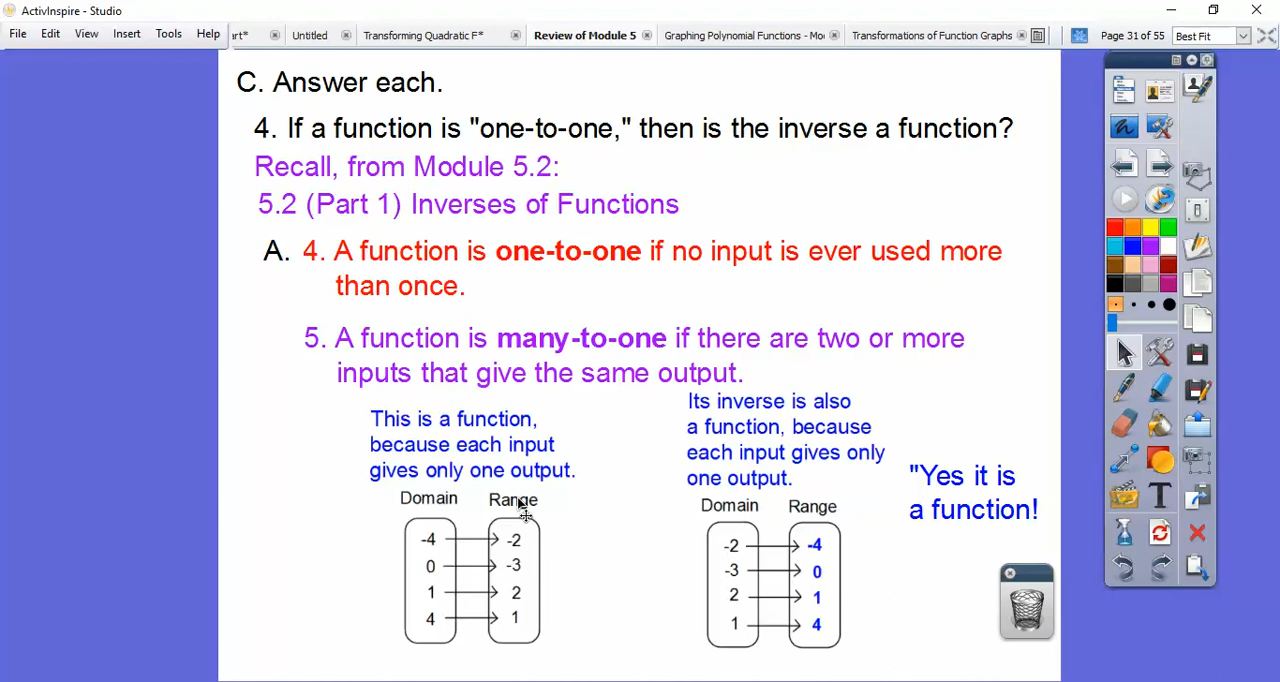 ActivInspire - Studio
File Edit View Insert Tools Help
art* Untitled Transforming Quadratic F* Review of Module 5 Graphing Polynomial Functions - Mo Transformations of Function Graphs Page 31 of 55 Best Fit
C. Answer each.
4. If a function is "one-to-one," then is the inverse a function?
Recall, from Module 5.2:
5.2 (Part 1) Inverses of Functions
A. 4. A function is one-to-one if no input is ever used more
than once.
5. A function is many-to-one if there are two or more
inputs that give the same output.
This is a function,
because each input
gives only one output.
Domain Range
-4 -2
0 -3
1 2
4 1
Its inverse is also
a function, because
each input gives only
one output.
Domain Range
-2 -4
-3 0
2 1
1 4
"Yes it is
a function!